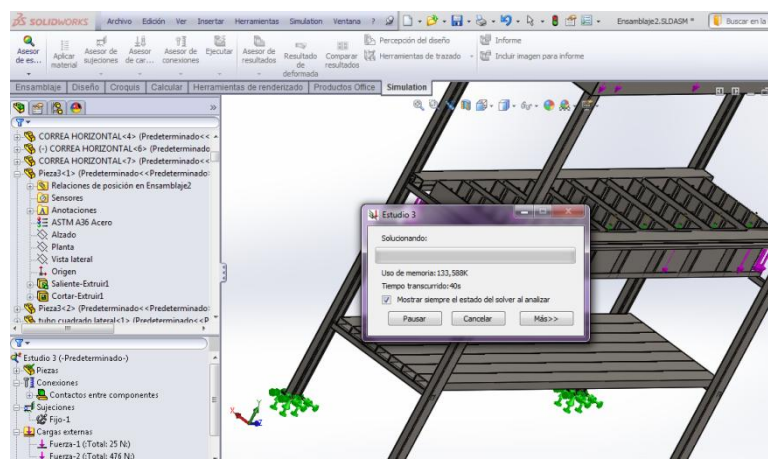 SOLIDWORKS Archivo Edición Ver Insertar Herramientas Simulation Ventana ? Ensamblaje2.SLDASM * Buscar en la
Asesor de es... Aplicar material Asesor de sujeciones Asesor de car... Asesor de conexiones Ejecutar Asesor de resultados Resultado de deformada Comparar resultados Percepción del diseño Herramientas de trazado Informe Incluir imagen para informe
Ensamblaje Diseño Croquis Calcular Herramientas de renderizado Productos Office Simulation
CORREA HORIZONTAL<4> (Predeterminado<<
(-) CORREA HORIZONTAL<6> (Predeterminado
CORREA HORIZONTAL<7> (Predeterminado<<
Pieza3<1> (Predeterminado<<Predeterminado:
Relaciones de posición en Ensamblaje2
Sensores
Anotaciones
ASTM A36 Acero
Alzado
Planta
Vista lateral
Origen
Saliente-Extruir1
Cortar-Extruir1
Pieza3<2> (Predeterminado<<Predeterminado:
tubo cuadrado lateral<1> (Predeterminado<<P
Estudio 3 (-Predeterminado-)
Piezas
Conexiones
Contactos entre componentes
Sujeciones
Fijo-1
Cargas externas
Fuerza-1 (:Total: 25 N:)
Fuerza-2 (:Total: 476 N:)
Estudio 3
Solucionando:
Uso de memoria:133,588K
Tiempo transcurrido:40s
Mostrar siempre el estado del solver al analizar
Pausar Cancelar Más>>
X Y Z